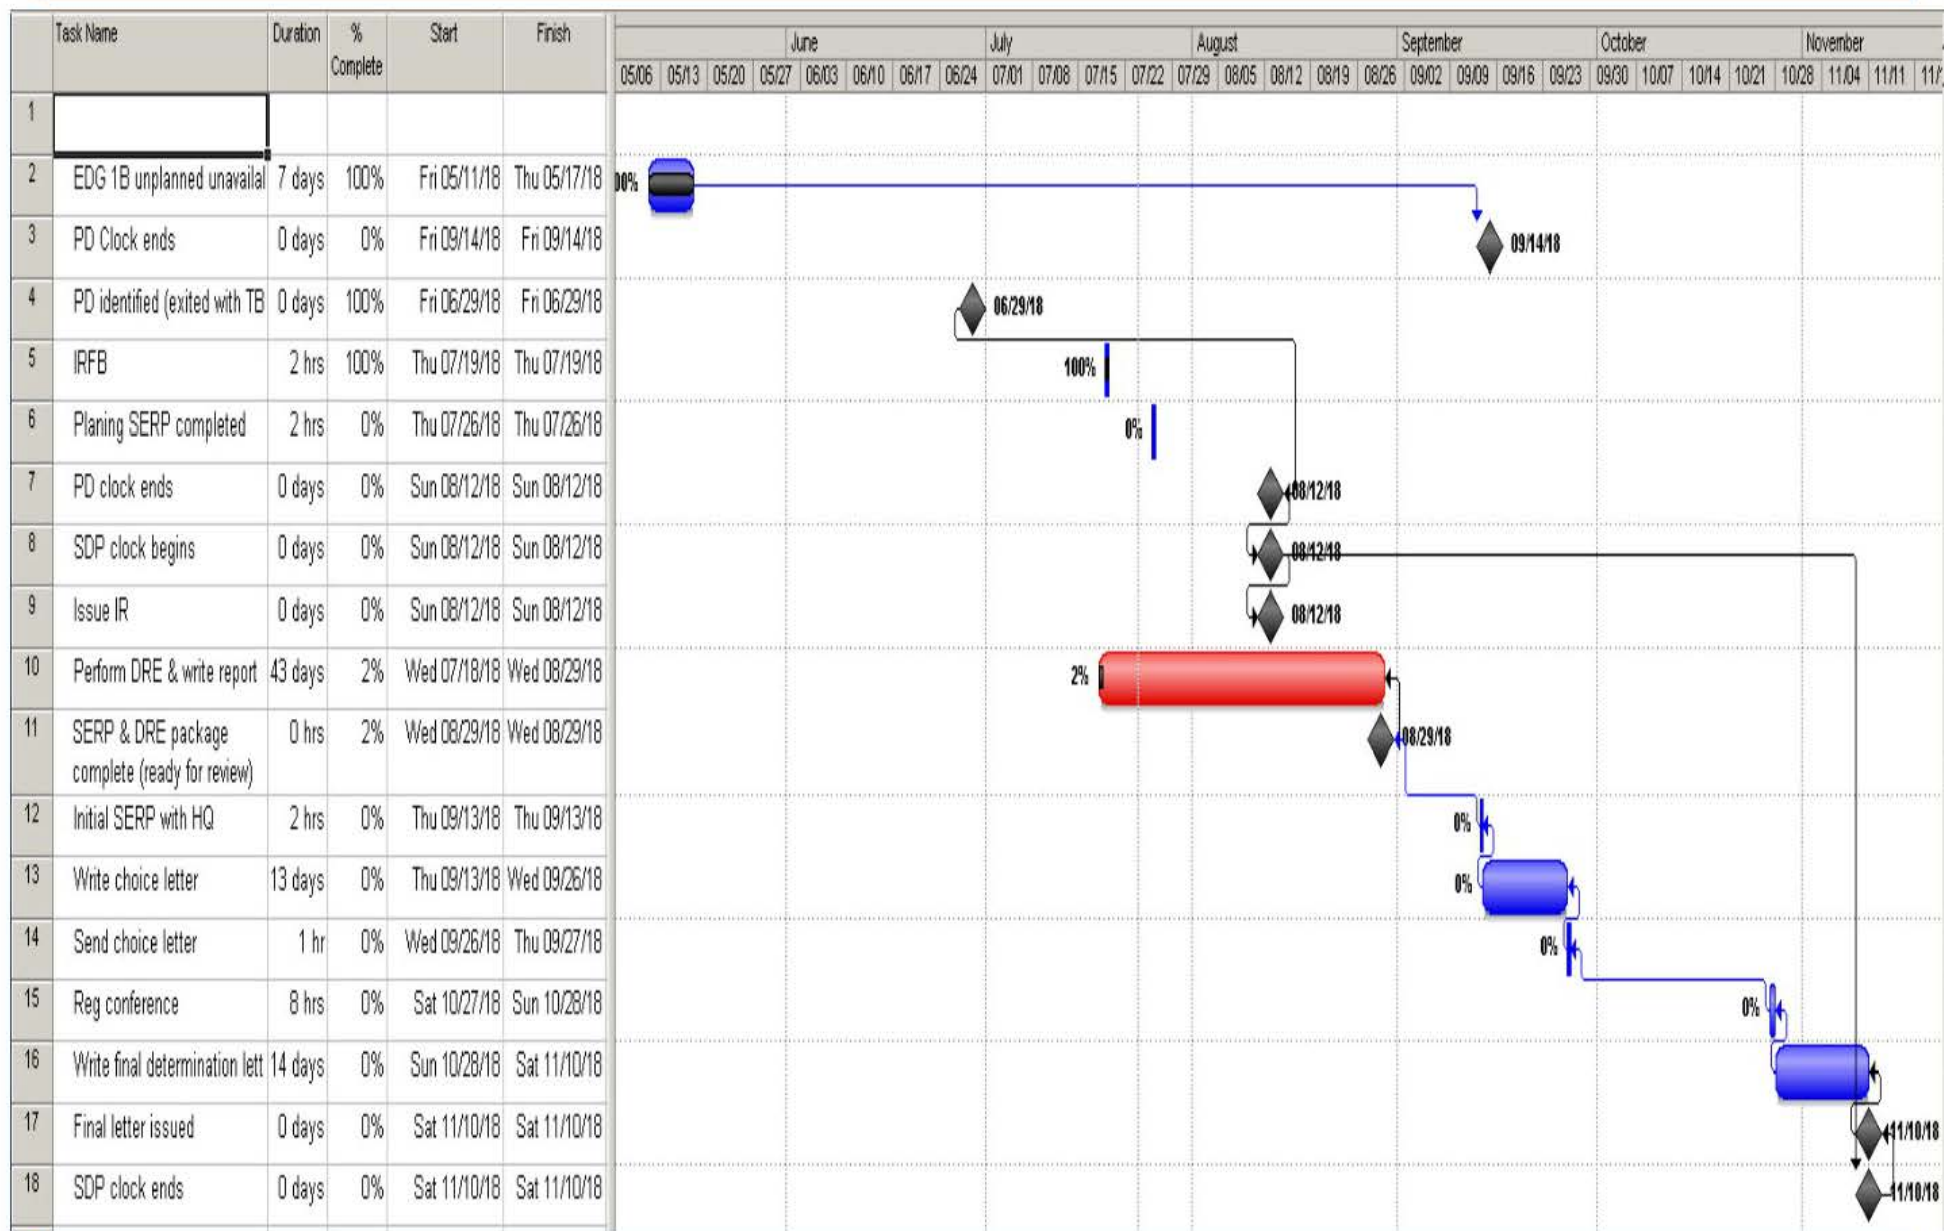 Task Name Duration % Complete Start Finish
June July August September October November
05/06 05/13 05/20 05/27 06/03 06/10 06/17 06/24 07/01 07/08 07/15 07/22 07/29 08/05 08/12 08/19 08/26 09/02 09/09 09/16 09/23 09/30 10/07 10/14 10/21 10/28 11/04 11/11 11/
1
2 EDG 1B unplanned unavailal 7 days 100% Fri 05/11/18 Thu 05/17/18 00%
3 PD Clock ends 0 days 0% Fri 09/14/18 Fri 09/14/18 09/14/18
4 PD identified (exited with TB 0 days 100% Fri 06/29/18 Fri 06/29/18 06/29/18
5 IRFB 2 hrs 100% Thu 07/19/18 Thu 07/19/18 100%
6 Planing SERP completed 2 hrs 0% Thu 07/26/18 Thu 07/26/18 0%
7 PD clock ends 0 days 0% Sun 08/12/18 Sun 08/12/18 08/12/18
8 SDP clock begins 0 days 0% Sun 08/12/18 Sun 08/12/18 08/12/18
9 Issue IR 0 days 0% Sun 08/12/18 Sun 08/12/18 08/12/18
10 Perform DRE & write report 43 days 2% Wed 07/18/18 Wed 08/29/18 2%
11 SERP & DRE package 0 hrs 2% Wed 08/29/18 Wed 08/29/18 08/29/18
complete (ready for review)
12 Initial SERP with HQ 2 hrs 0% Thu 09/13/18 Thu 09/13/18 0%
13 Write choice letter 13 days 0% Thu 09/13/18 Wed 09/26/18 0%
14 Send choice letter 1 hr 0% Wed 09/26/18 Thu 09/27/18 0%
15 Reg conference 8 hrs 0% Sat 10/27/18 Sun 10/28/18 0%
16 Write final determination lett 14 days 0% Sun 10/28/18 Sat 11/10/18
17 Final letter issued 0 days 0% Sat 11/10/18 Sat 11/10/18 11/10/18
18 SDP clock ends 0 days 0% Sat 11/10/18 Sat 11/10/18 11/10/18